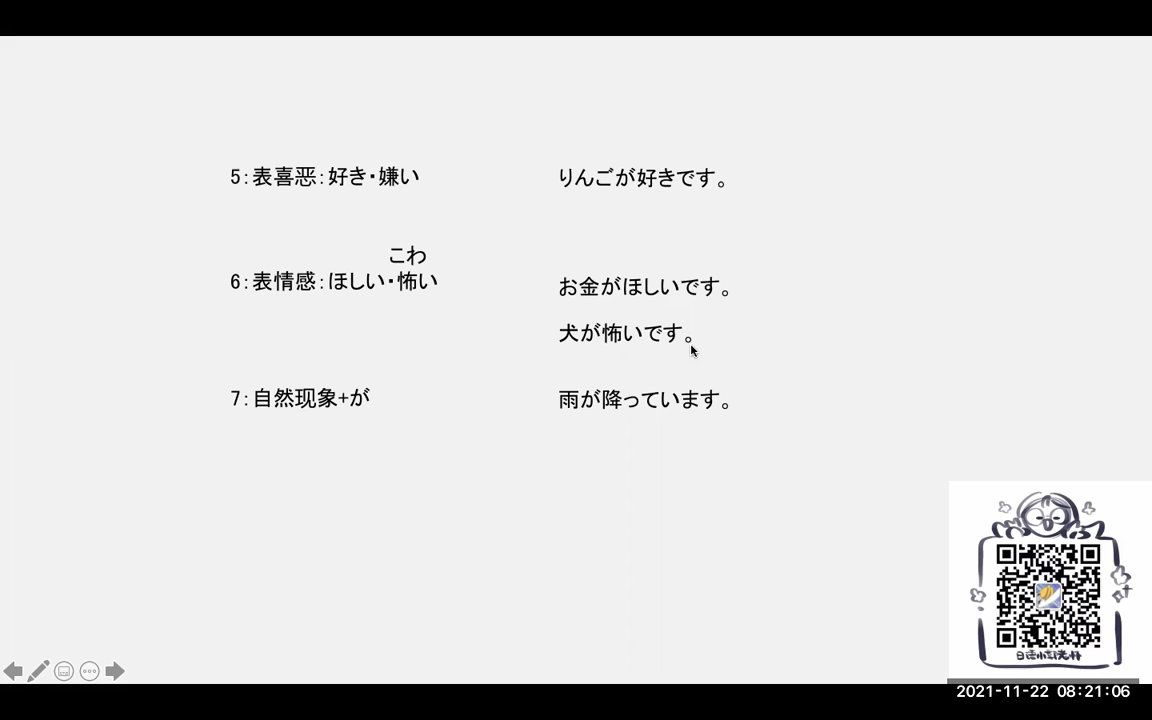 5:表喜恶:好き・嫌い
りんごが好きです。
こわ
6:表情感:ほしい・怖い
お金がほしいです。
犬が怖いです。
7:自然现象+が
雨が降っています。
2021-11-22 08:21:06